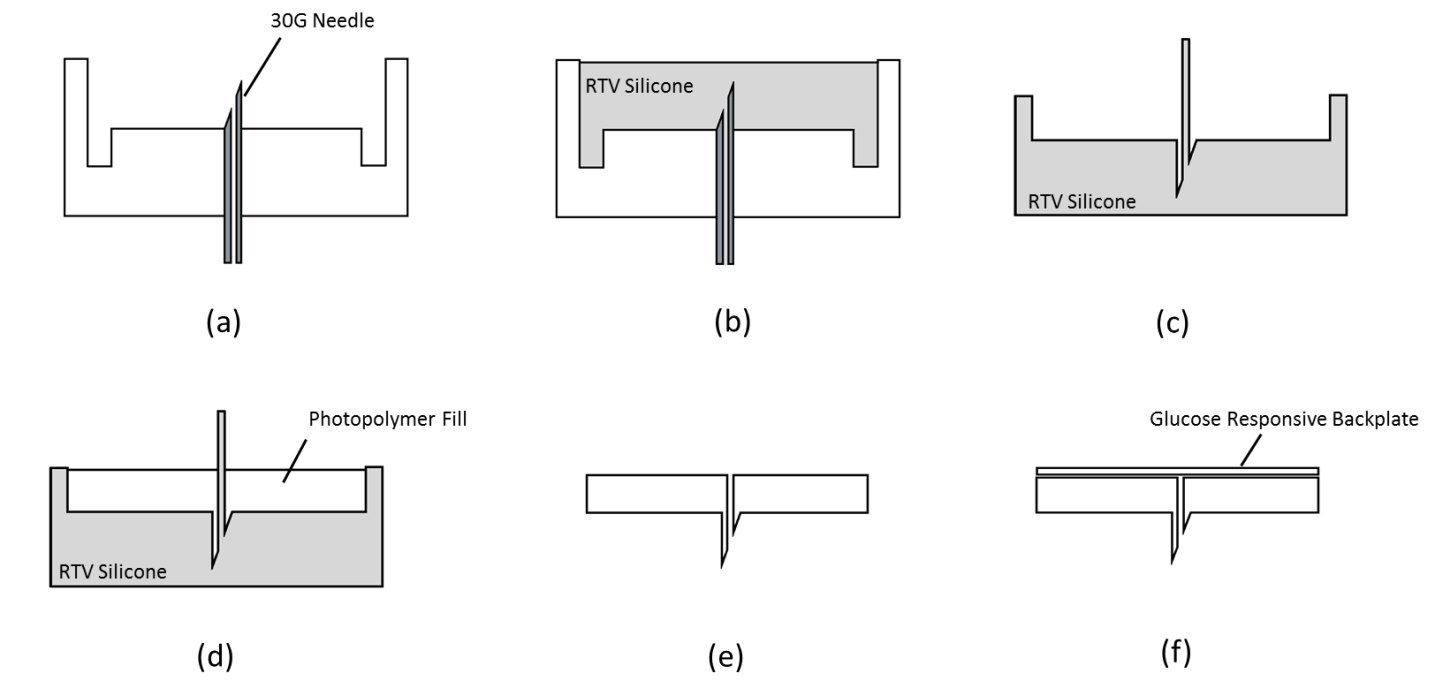 30G Needle
RTV Silicone
RTV Silicone
(a)
(b)
(c)
Photopolymer Fill
Glucose Responsive Backplate
RTV Silicone
(d)
(e)
(f)